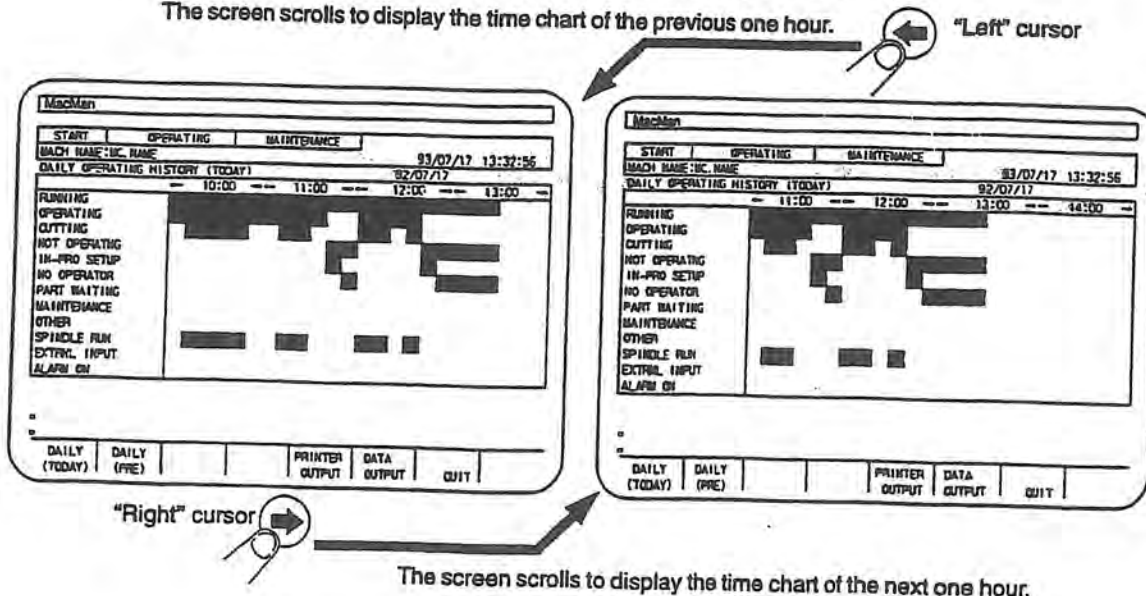 The screen scrolls to display the time chart of the previous one hour.
"Left" cursor
MacMan
START OPERATING MAINTENANCE
MACH NAME:MC. NAME 93/07/17 13:32:56
DAILY OPERATING HISTORY (TODAY) 92/07/17
10:00 11:00 12:00 13:00
RUNNING
OPERATING
CUTTING
NOT OPERATNG
IN-PRO SETUP
NO OPERATOR
PART WAITING
MAINTENANCE
OTHER
SPINDLE RUN
EXTRNL INPUT
ALARM ON
DAILY (TODAY) DAILY (PRE) PRINTER OUTPUT DATA OUTPUT QUIT
MacMan
START OPERATING MAINTENANCE
MACH NAME:MC. NAME 93/07/17 13:32:56
DAILY OPERATING HISTORY (TODAY) 92/07/17
11:00 12:00 13:00 44:00
RUNNING
OPERATING
CUTTING
NOT OPERATNG
IN-PRO SETUP
NO OPERATOR
PART WAITING
MAINTENANCE
OTHER
SPINDLE RUN
EXTRNL INPUT
ALARM ON
DAILY (TODAY) DAILY (PRE) PRINTER OUTPUT DATA OUTPUT QUIT
"Right" cursor
The screen scrolls to display the time chart of the next one hour.